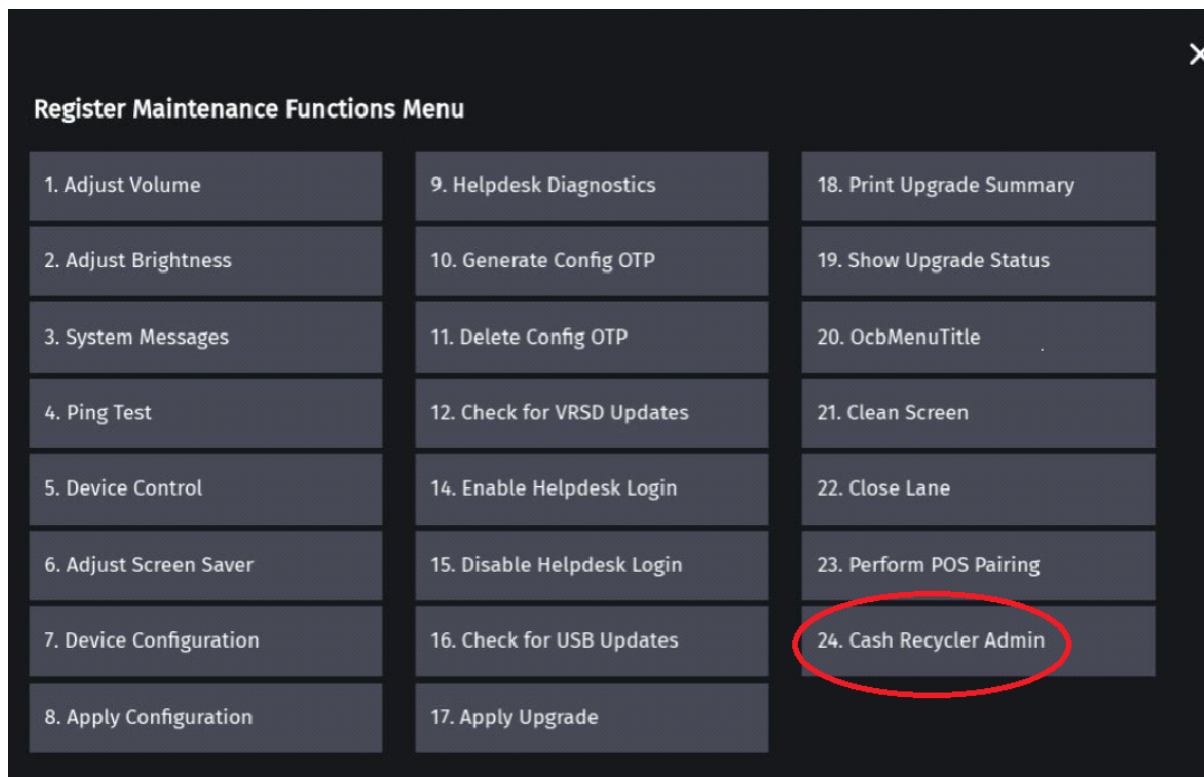 Register Maintenance Functions Menu
1. Adjust Volume
2. Adjust Brightness
3. System Messages
4. Ping Test
5. Device Control
6. Adjust Screen Saver
7. Device Configuration
8. Apply Configuration
9. Helpdesk Diagnostics
10. Generate Config OTP
11. Delete Config OTP
12. Check for VRSD Updates
14. Enable Helpdesk Login
15. Disable Helpdesk Login
16. Check for USB Updates
17. Apply Upgrade
18. Print Upgrade Summary
19. Show Upgrade Status
20. OcbMenuTitle
21. Clean Screen
22. Close Lane
23. Perform POS Pairing
24. Cash Recycler Admin